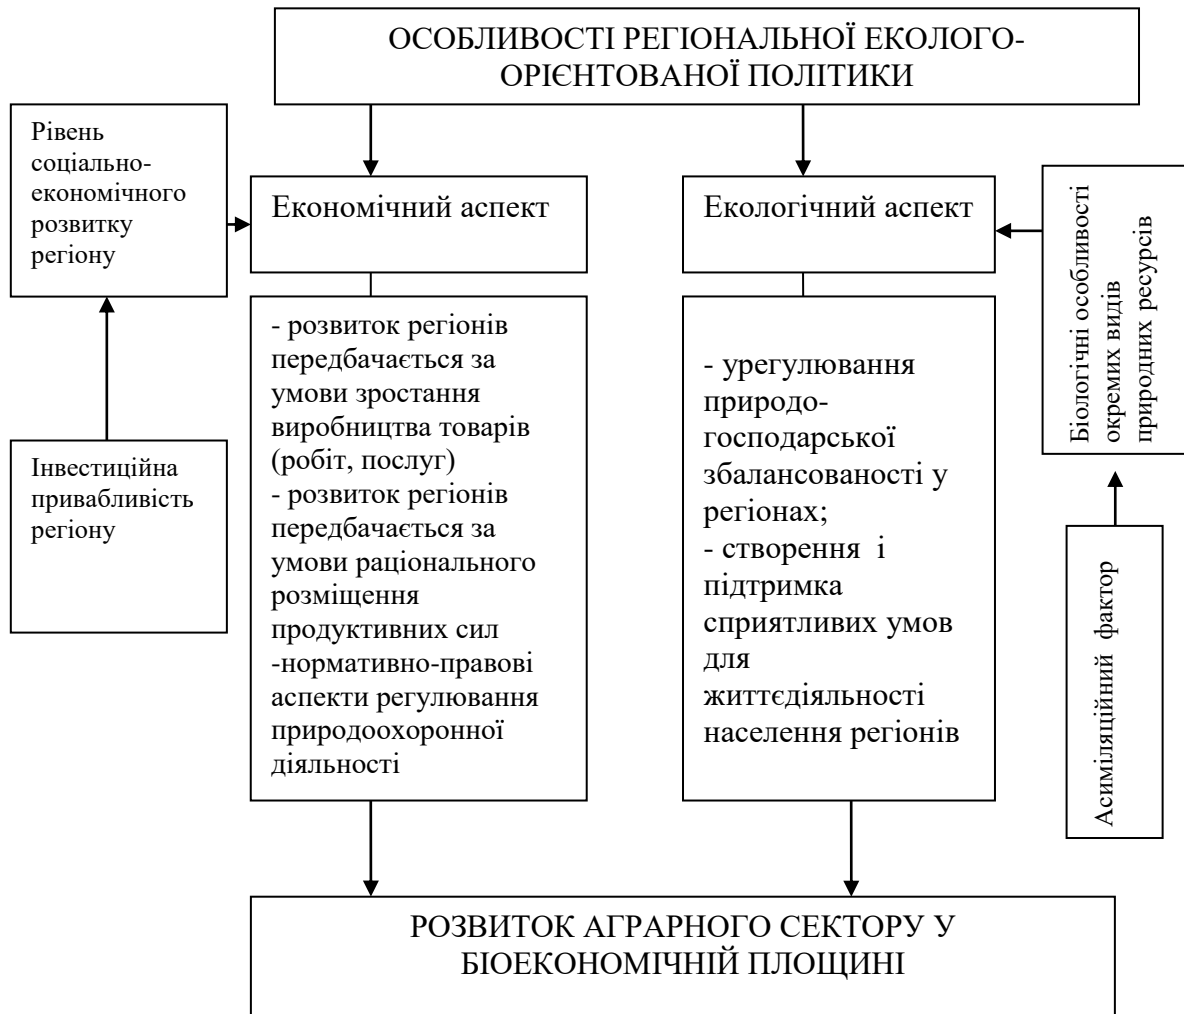 ОСОБЛИВОСТІ РЕГІОНАЛЬНОЇ ЕКОЛОГО-
ОРІЄНТОВАНОЇ ПОЛІТИКИ
Рівень
соціально-
економічного
розвитку
регіону
Економічний аспект
Екологічний аспект
Біологічні особливості
окремих видів
природних ресурсів
Інвестиційна
привабливість
регіону
- розвиток регіонів
передбачається за
умови зростання
виробництва товарів
(робіт, послуг)
- розвиток регіонів
передбачається за
умови раціонального
розміщення
продуктивних сил
-нормативно-правові
аспекти регулювання
природоохоронної
діяльності
- урегулювання
природо-
господарської
збалансованості у
регіонах;
- створення і
підтримка
сприятливих умов
для
життєдіяльності
населення регіонів
Асиміляційний фактор
РОЗВИТОК АГРАРНОГО СЕКТОРУ У
БІОЕКОНОМІЧНІЙ ПЛОЩИНІ